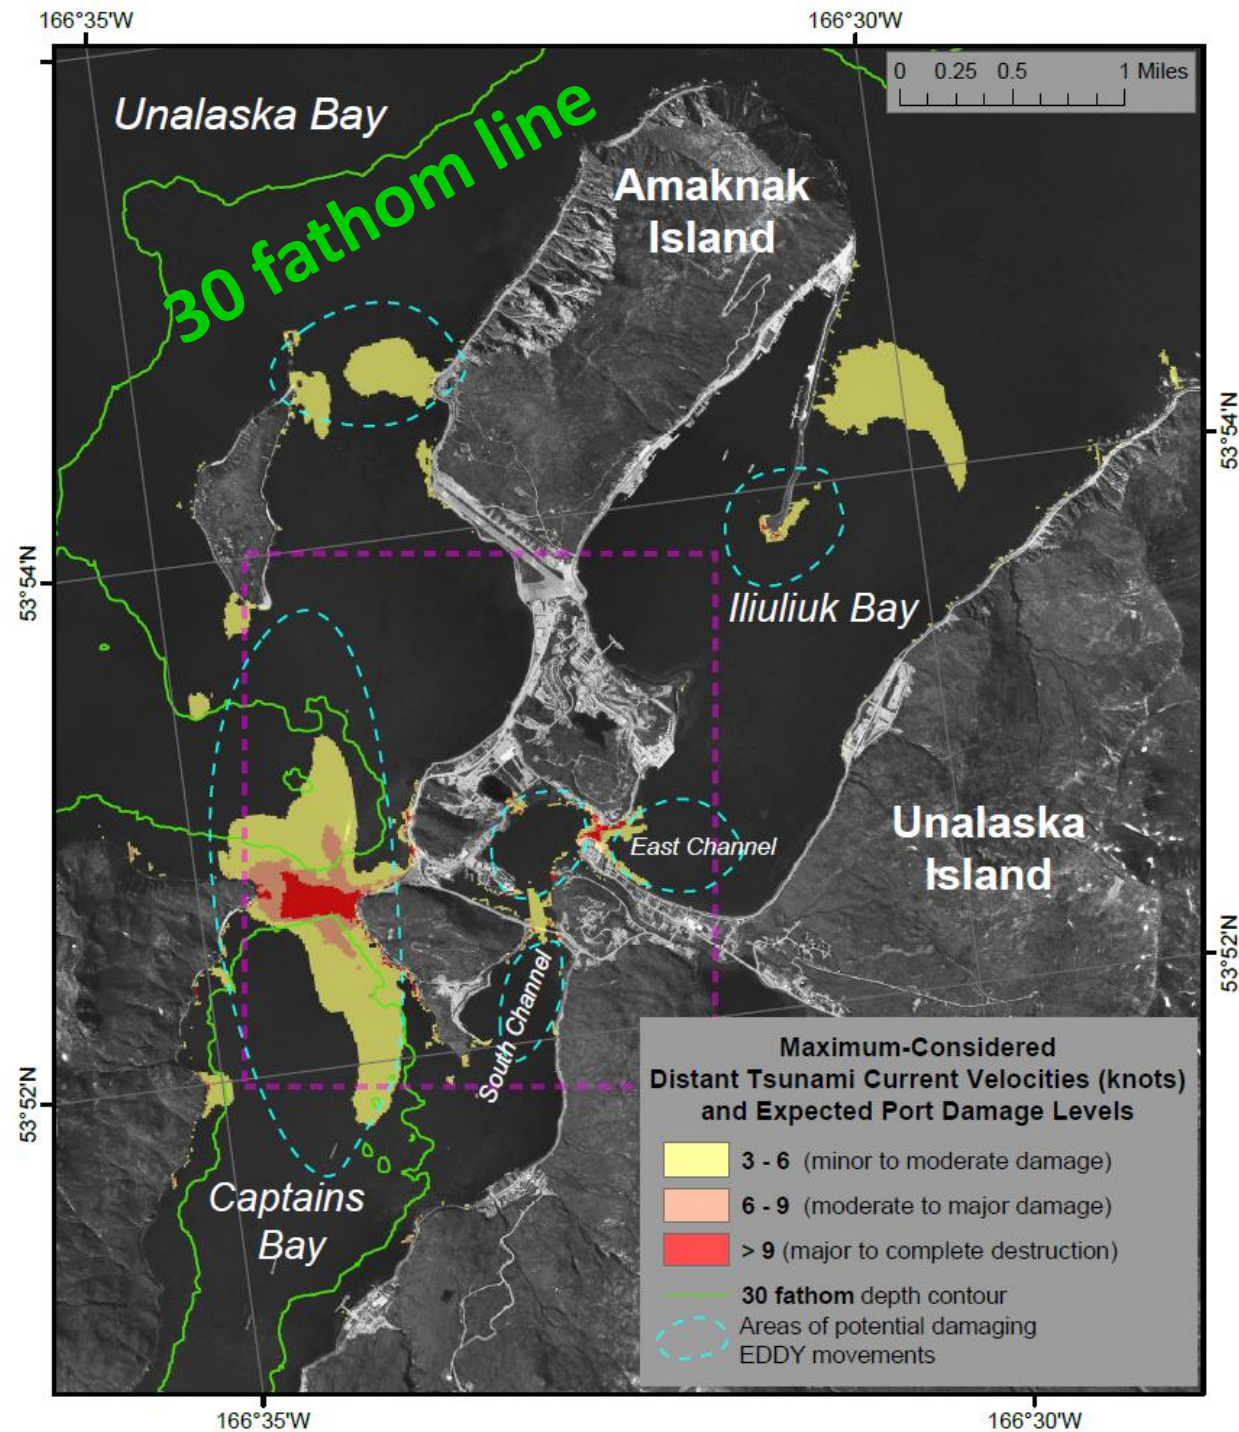 166°35'W
166°30'W
0 0.25 0.5 1 Miles
Unalaska Bay
30 fathom line
Amaknak
Island
53°54'N
53°54'N
Iliuliuk Bay
Unalaska
Island
East Channel
53°52'N
South Channel
53°52'N
Captains
Bay
Maximum-Considered
Distant Tsunami Current Velocities (knots)
and Expected Port Damage Levels
3 - 6 (minor to moderate damage)
6 - 9 (moderate to major damage)
> 9 (major to complete destruction)
30 fathom depth contour
Areas of potential damaging
EDDY movements
166°35'W
166°30'W